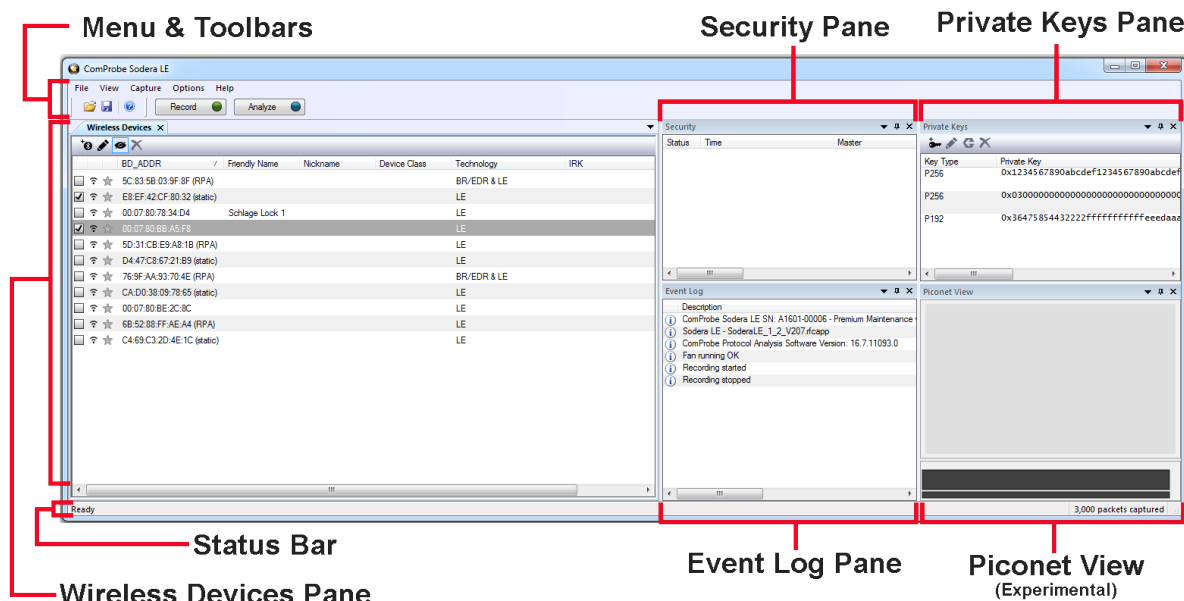 Menu & Toolbars
Security Pane
Private Keys Pane
ComProbe Sodera LE
File View Capture Options Help
Record Analyze
Wireless Devices
BD_ADDR Friendly Name Nickname Device Class Technology IRK
5C:83:5B:03:9F:8F (RPA) BR/EDR & LE
E8:EF:42:CF:80:32 (static) LE
00:07:80:78:34:D4 Schlage Lock 1 LE
00:07:80:BB:A5:F8 LE
5D:31:CB:E9:A8:1B (RPA) LE
D4:47:C8:67:21:B9 (static) LE
76:9F:AA:93:70:4E (RPA) BR/EDR & LE
CA:D0:38:09:78:65 (static) LE
00:07:80:BE:2C:8C LE
6B:52:88:FF:AE:A4 (RPA) LE
C4:69:C3:2D:4E:1C (static) LE
Security
Status Time Master
Private Keys
Key Type Private Key
P256 0x1234567890abcdef1234567890abcdef
P256
P192
Event Log
Description
ComProbe Sodera LE SN: A1601-00006 - Premium Maintenance
Sodera LE - SoderaLE_1_2_V207.rfcapp
ComProbe Protocol Analysis Software Version: 16.7.11093.0
Fan running OK
Recording started
Recording stopped
Piconet View
Ready
3,000 packets captured
Status Bar
Event Log Pane
Piconet View
(Experimental)
Wireless Devices Pane